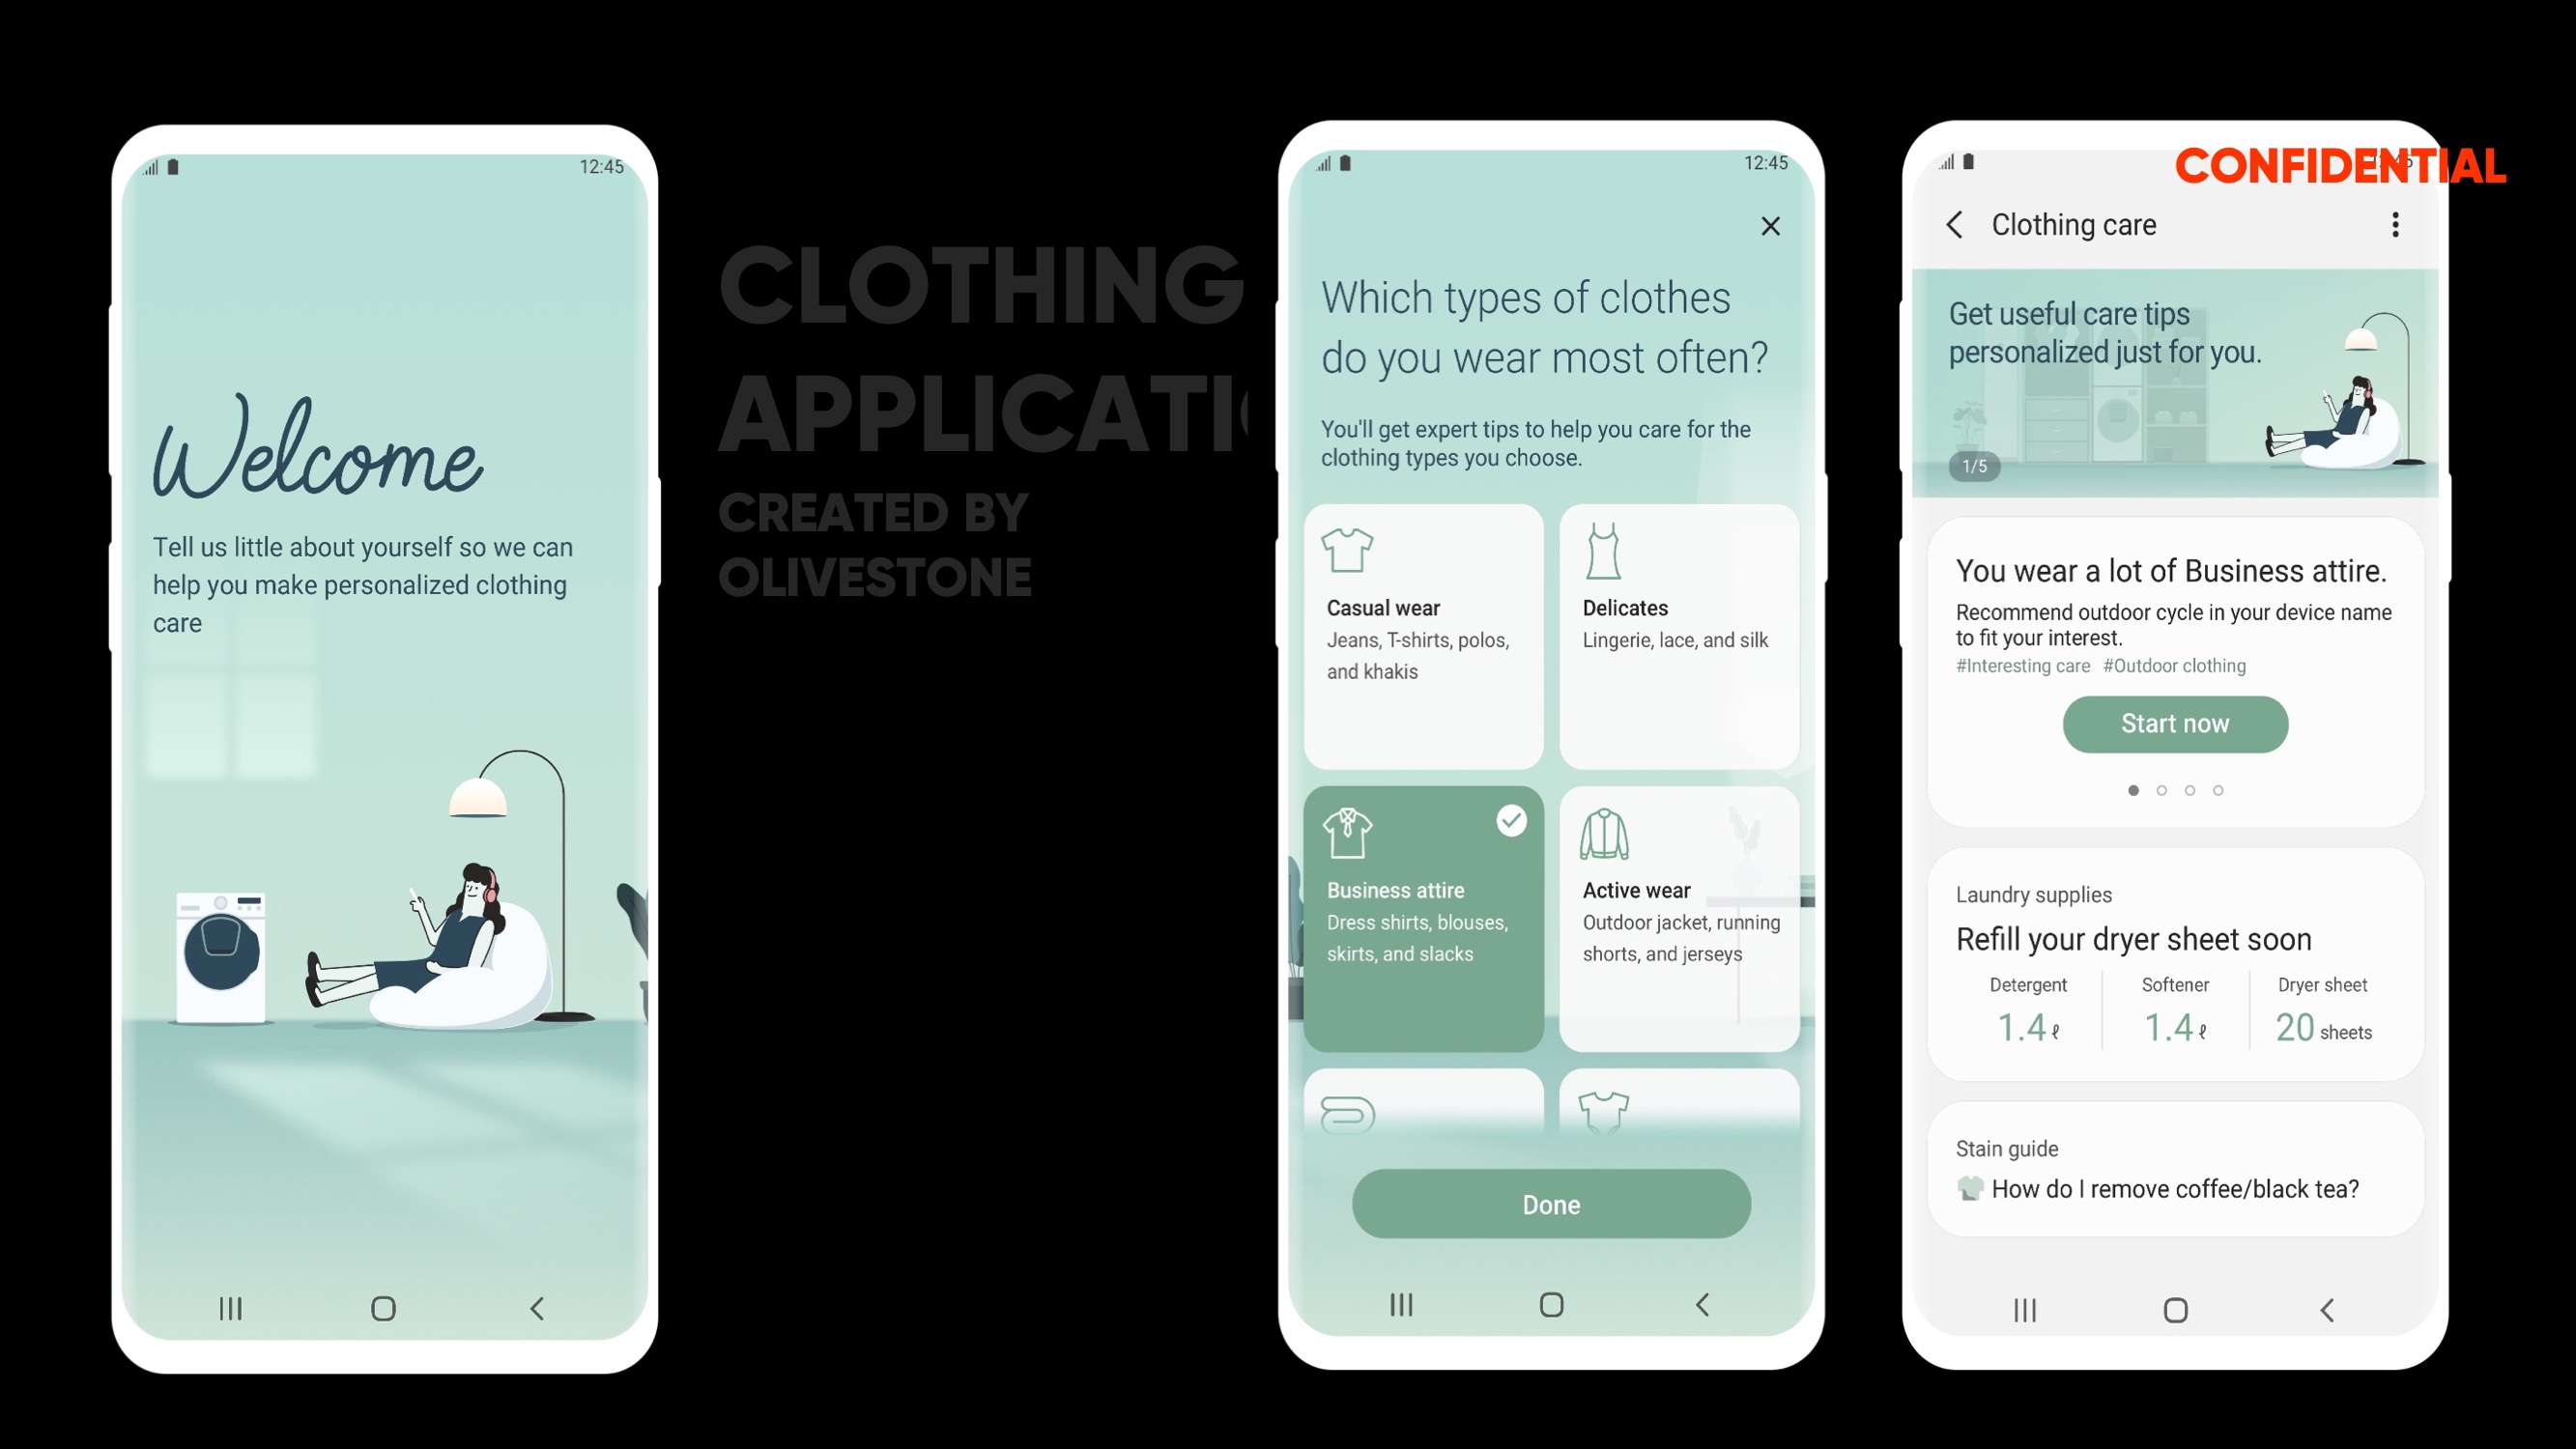 12:45
Welcome
Tell us little about yourself so we can
help you make personalized clothing
care
CLOTHING
APPLICATI
CREATED BY
OLIVESTONE
12:45
Which types of clothes
do you wear most often?
You'll get expert tips to help you care for the
clothing types you choose.
Casual wear
Jeans, T-shirts, polos,
and khakis
Delicates
Lingerie, lace, and silk
Business attire
Dress shirts, blouses,
skirts, and slacks
Active wear
Outdoor jacket, running
shorts, and jerseys
Done
CONFIDENTIAL
Clothing care
Get useful care tips
personalized just for you.
1/5
You wear a lot of Business attire.
Recommend outdoor cycle in your device name
to fit your interest.
#Interesting care #Outdoor clothing
Start now
Laundry supplies
Refill your dryer sheet soon
Detergent
1.4 ℓ
Softener
1.4 ℓ
Dryer sheet
20 sheets
Stain guide
How do I remove coffee/black tea?